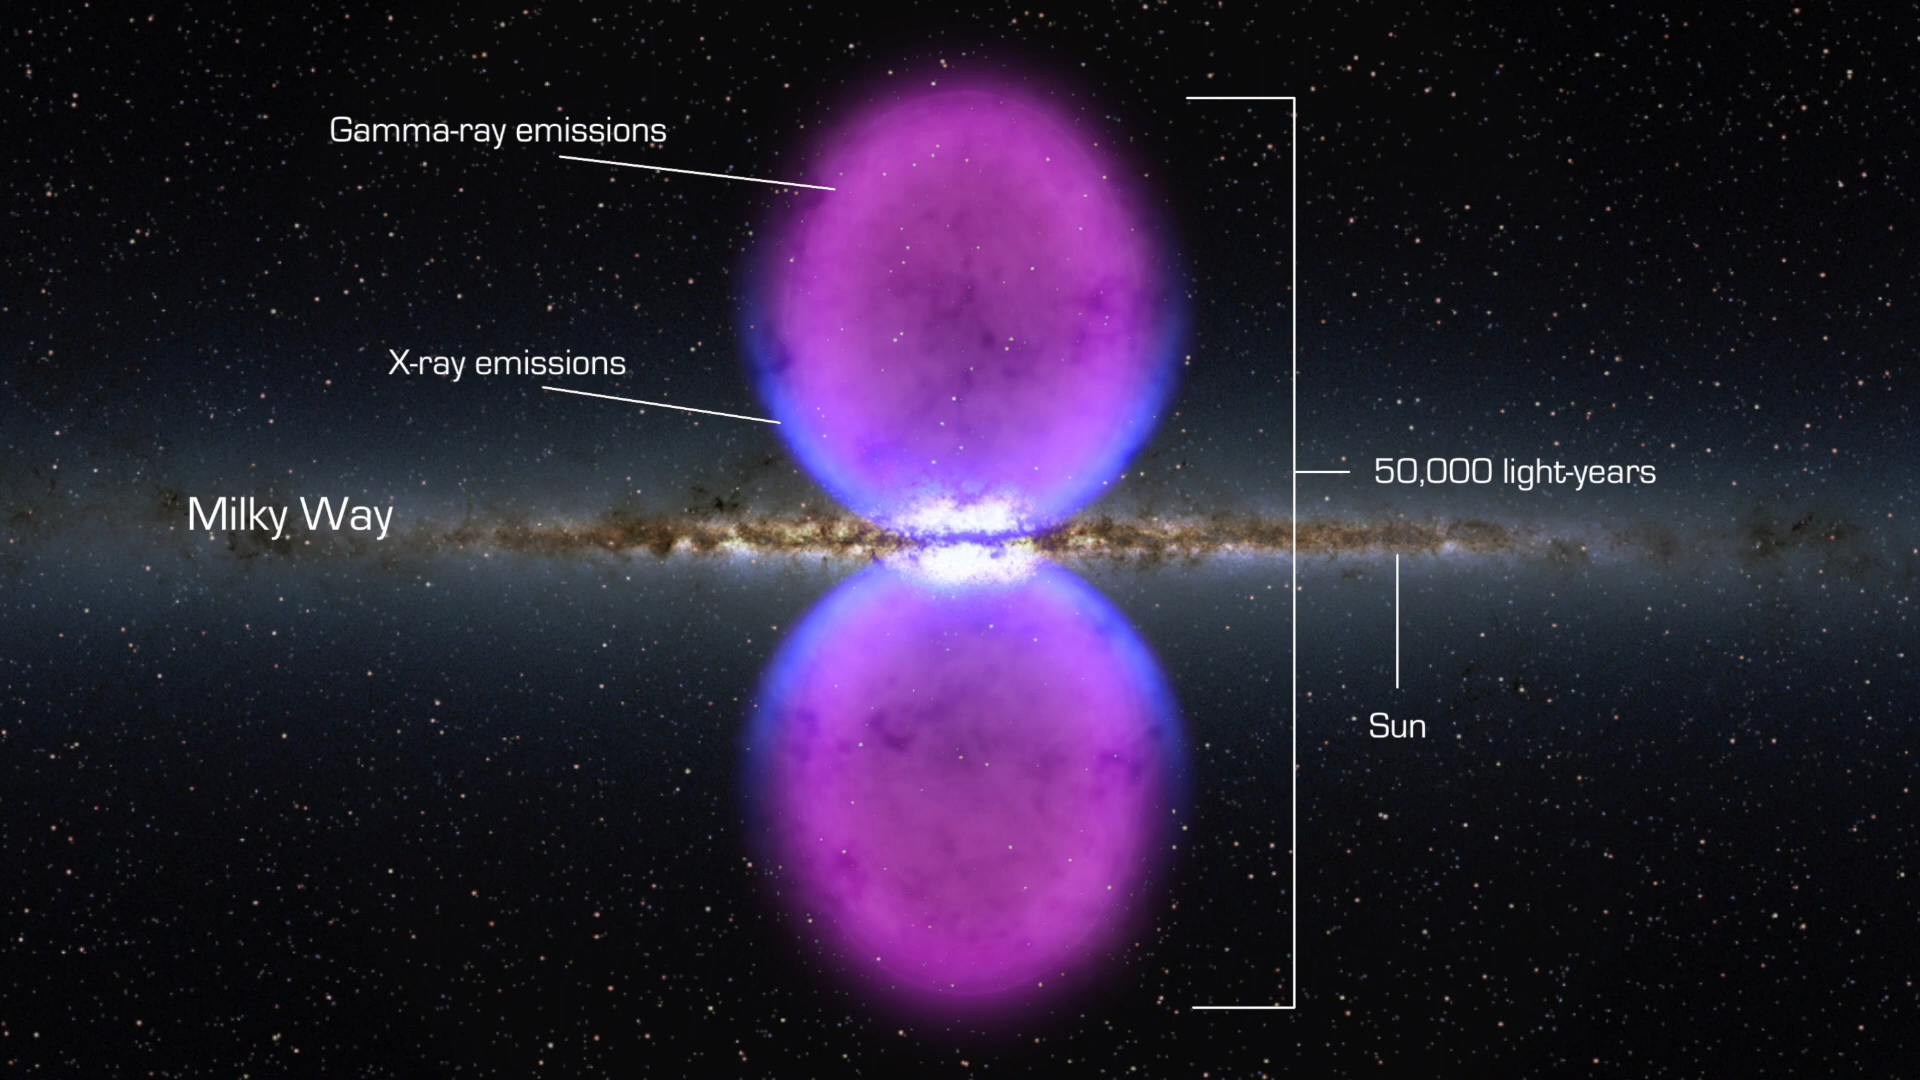 Gamma-ray emissions
X-ray emissions
50,000 light-years
Milky Way
Sun